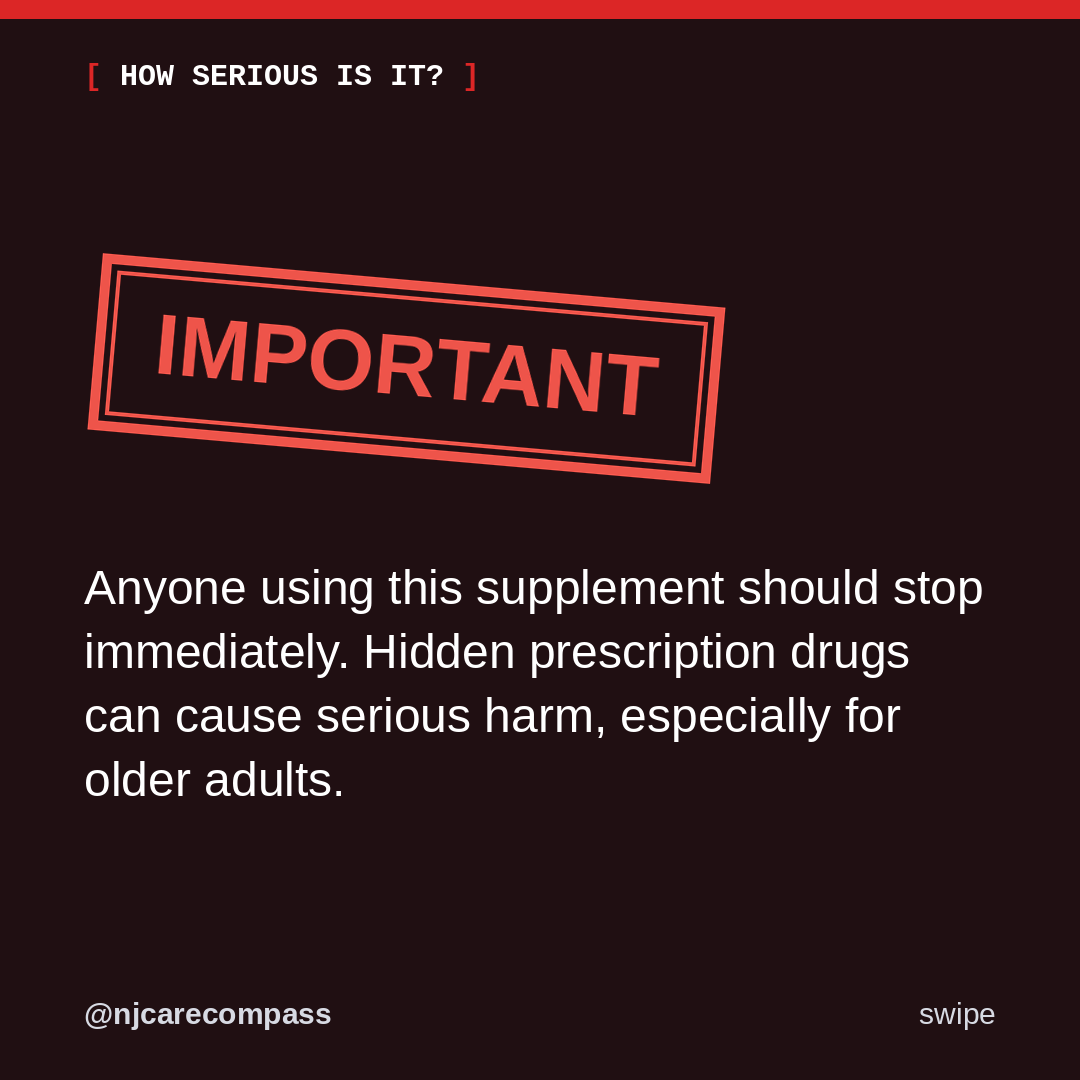 [ HOW SERIOUS IS IT? ]
IMPORTANT
Anyone using this supplement should stop
immediately. Hidden prescription drugs
can cause serious harm, especially for
older adults.
@njcarecompass
swipe